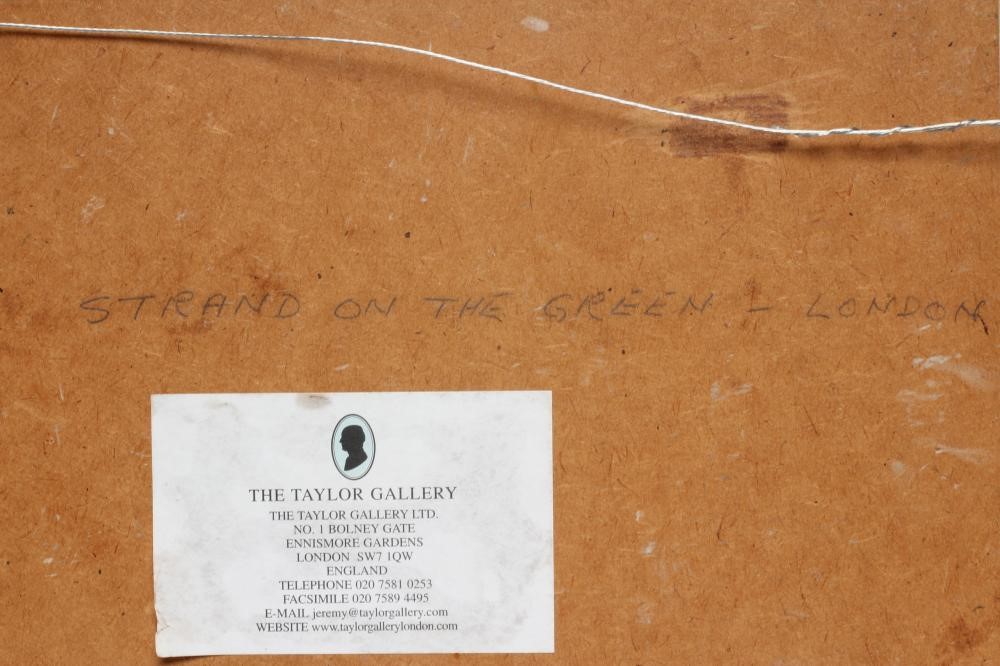 STRAND ON THE GREEN – LONDON
THE TAYLOR GALLERY
THE TAYLOR GALLERY LTD.
NO. 1 BOLNEY GATE
ENNISMORE GARDENS
LONDON SW7 1QW
ENGLAND
TELEPHONE 020 7581 0253
FACSIMILE 020 7589 4495
E-MAIL jeremy@taylorgallery.com
WEBSITE www.taylorgallerylondon.com